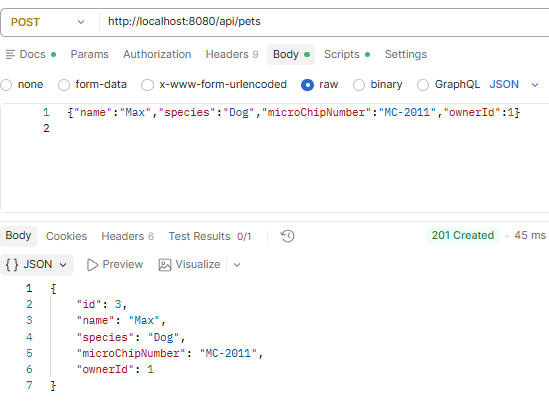 POST http://localhost:8080/api/pets
Docs Params Authorization Headers 9 Body Scripts Settings
none form-data x-www-form-urlencoded raw binary GraphQL JSON
1 {"name":"Max","species":"Dog","microChipNumber":"MC-2011","ownerId":1}
2
Body Cookies Headers 6 Test Results 0/1 201 Created 45 ms
{} JSON Preview Visualize
1 {
2 "id": 3,
3 "name": "Max",
4 "species": "Dog",
5 "microChipNumber": "MC-2011",
6 "ownerId": 1
7 }